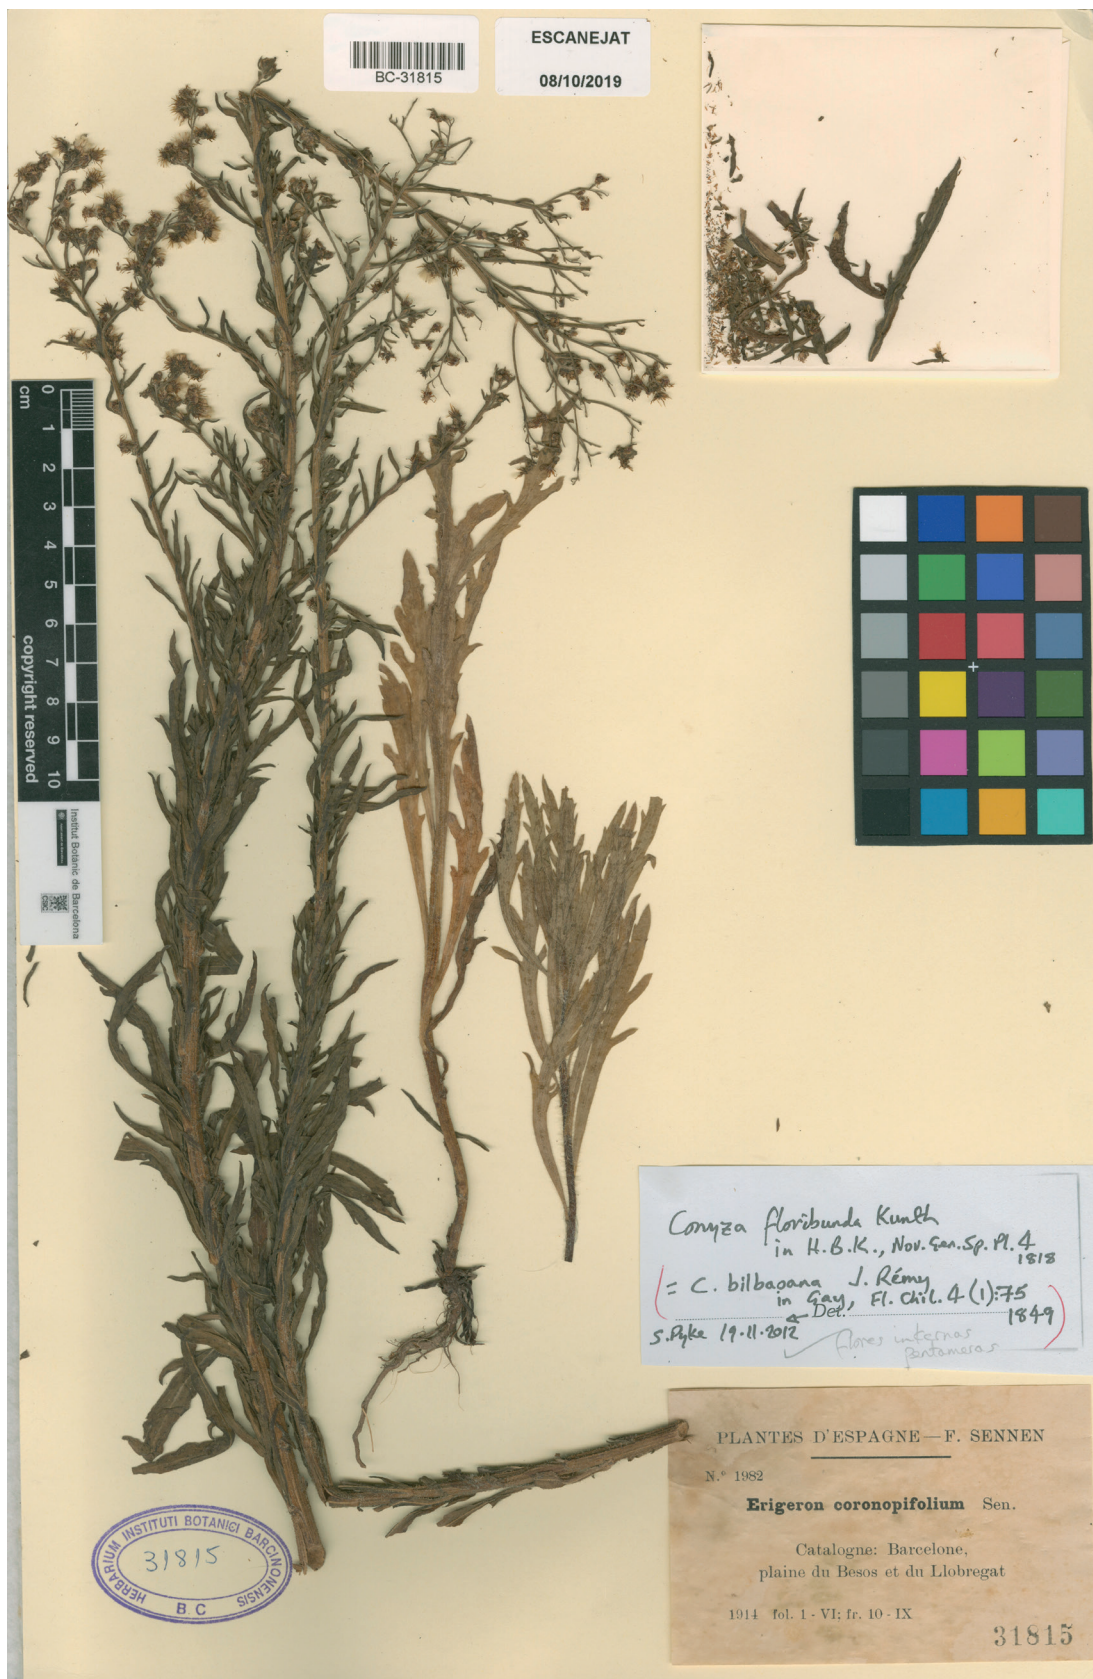 BC-31815
ESCANEJAT
08/10/2019
0 1 2 3 4 5 6 7 8 9 10
cm
copyright reserved
Institut Botànic de Barcelona
CSIC
Conyza floribunda Kunth
in H.B.K., Nov. Gen. Sp. Pl. 4
1818
(= C. bilbaoana J. Rémy
in Gay, Fl. Chil. 4 (1):75
1849)
Det.
S. Pyke 19.11.2012
flores internas
pentameras
PLANTES D'ESPAGNE — F. SENNEN
N.º 1982
Erigeron coronopifolium Sen.
Catalogne: Barcelone,
plaine du Besos et du Llobregat
1914 fol. 1 - VI; fr. 10 - IX
31815
HERBARIUM INSTITUTI BOTANICI BARCINONENSIS
31815
B C